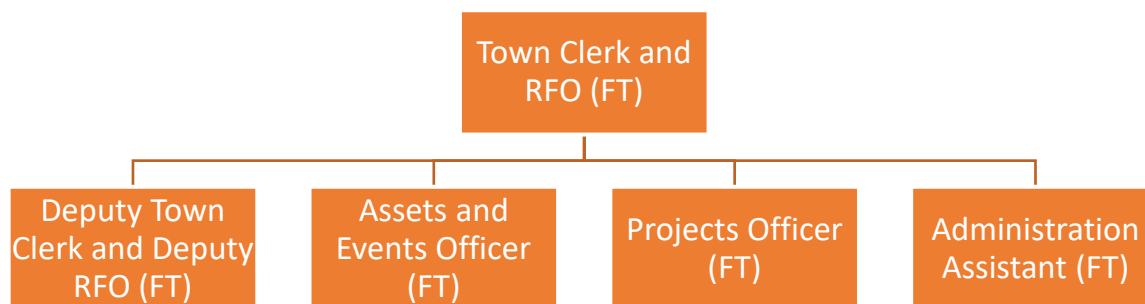 Town Clerk and
RFO (FT)
Deputy Town
Clerk and Deputy
RFO (FT)
Assets and
Events Officer
(FT)
Projects Officer
(FT)
Administration
Assistant (FT)